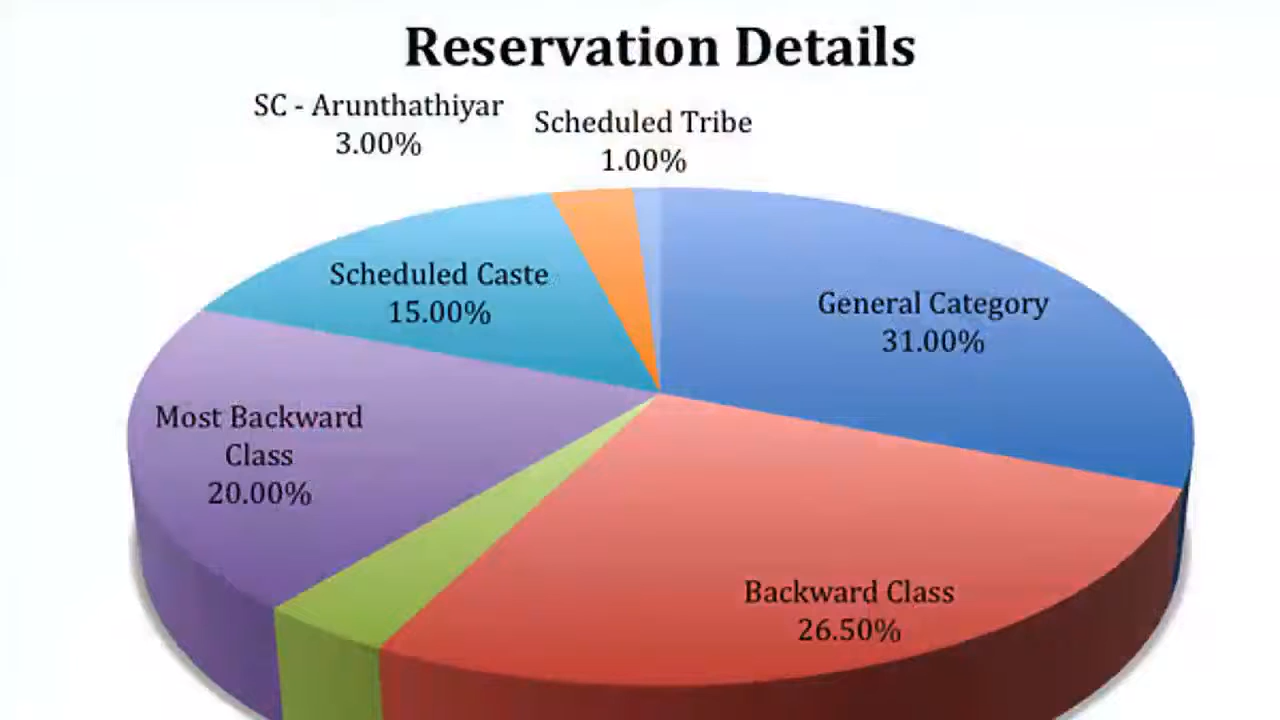 Reservation Details
SC - Arunthathiyar
3.00%
Scheduled Tribe
1.00%
Scheduled Caste
15.00%
General Category
31.00%
Most Backward
Class
20.00%
Backward Class
26.50%